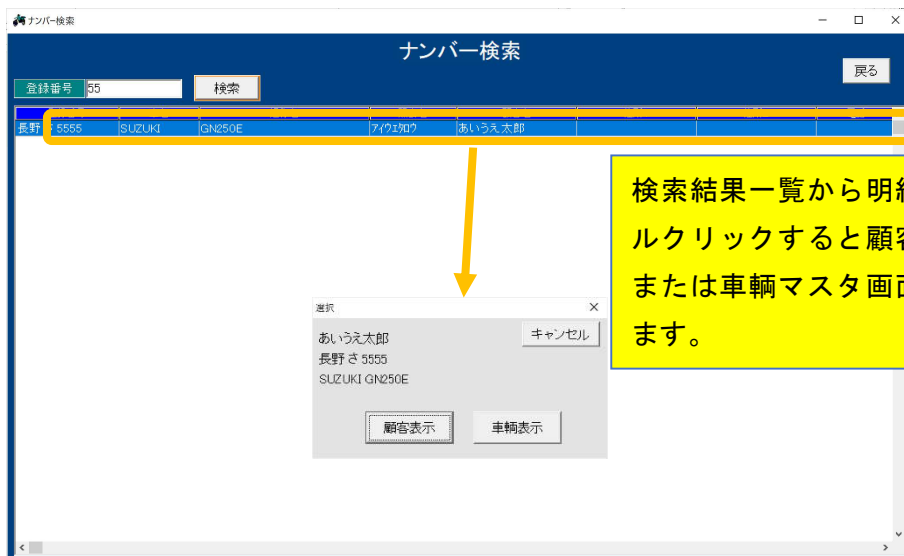 ナンバー検索
ナンバー検索
戻る
登録番号 55 検索
長野 さ 5555 SUZUKI GN250E ｱｲｳｴﾀﾛｳ あいうえ太郎
検索結果一覧から明細
ルクリックすると顧客
または車輌マスタ画面
ます。
選択
あいうえ太郎 キャンセル
長野 さ 5555
SUZUKI GN250E
顧客表示 車輌表示